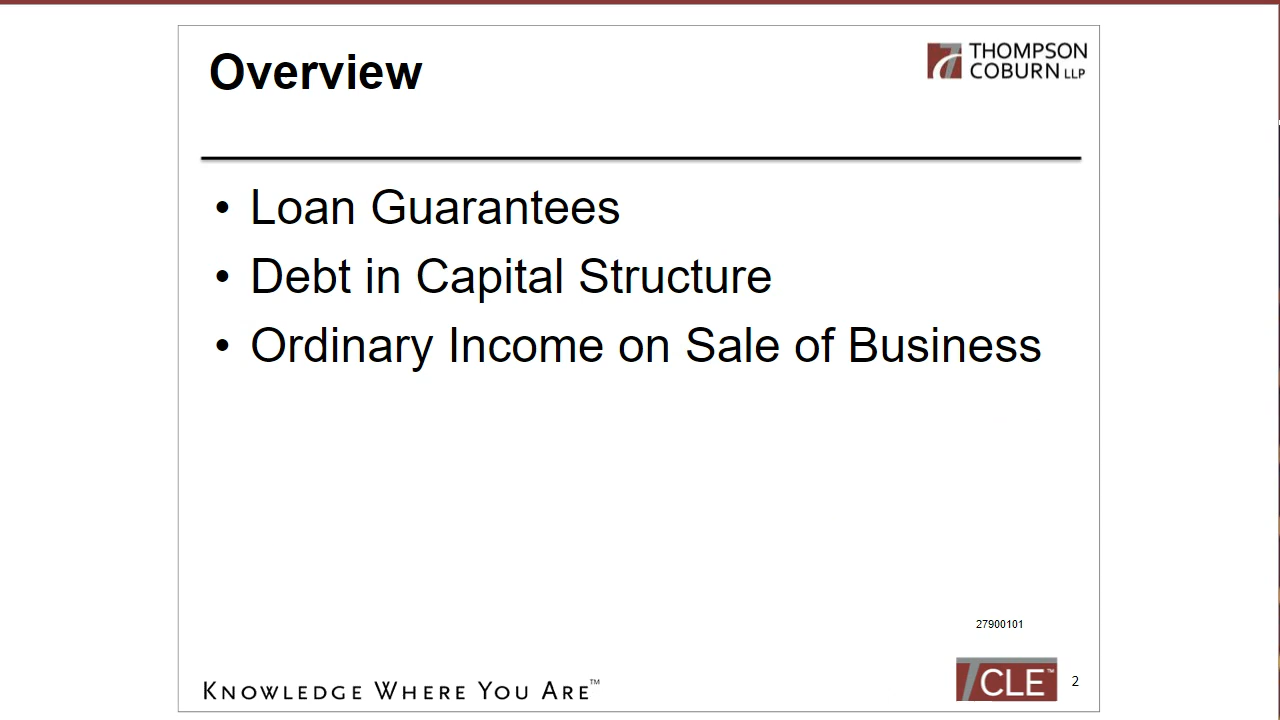 Overview
THOMPSON
COBURN LLP
• Loan Guarantees
• Debt in Capital Structure
• Ordinary Income on Sale of Business
27900101
KNOWLEDGE WHERE YOU ARE™
TCLE™
2